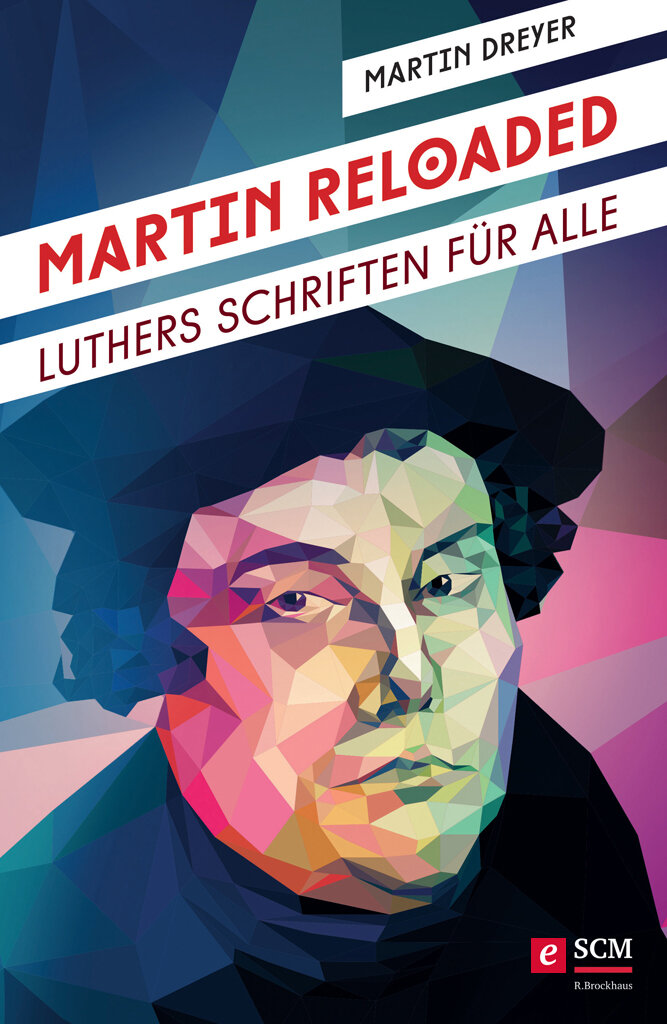 MARTIN DREYER
MARTIN RELOADED
LUTHERS SCHRIFTEN FÜR ALLE
e SCM
R.Brockhaus